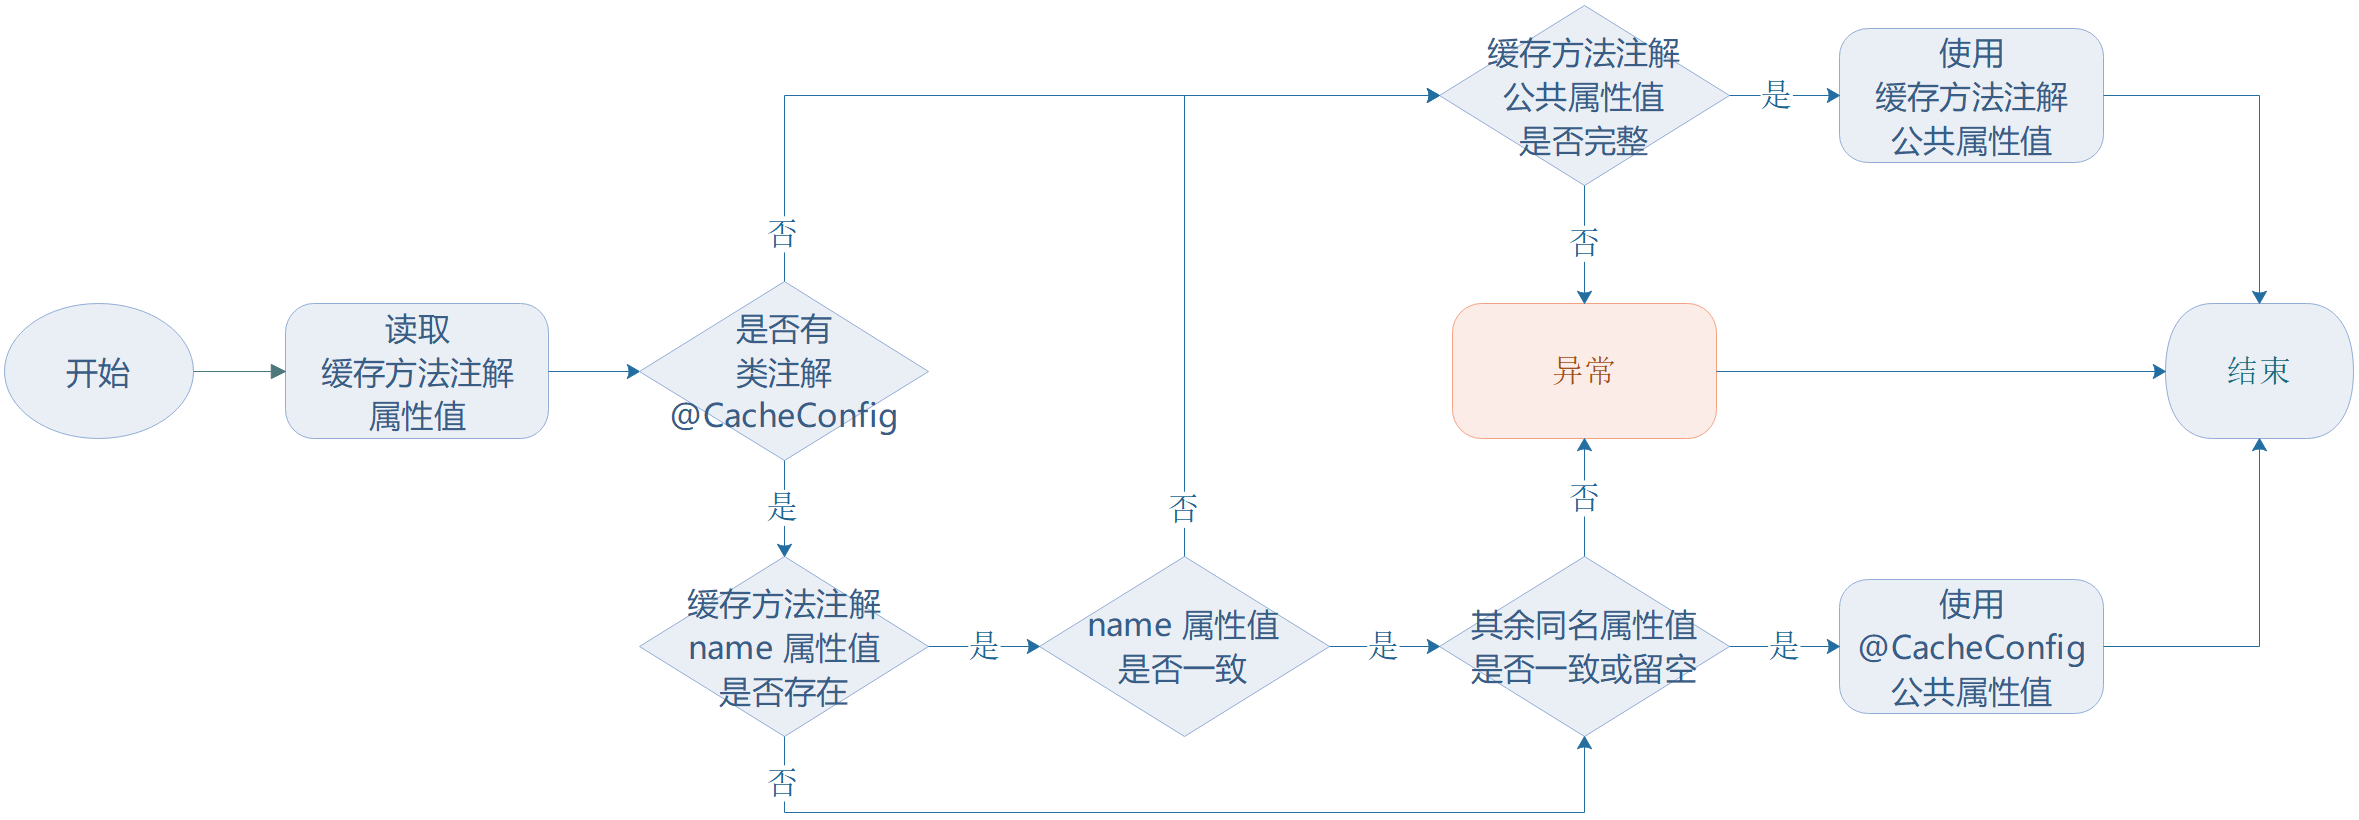 开始
读取
缓存方法注解
属性值
是否有
类注解
@CacheConfig
否
是
缓存方法注解
name 属性值
是否存在
是
否
name 属性值
是否一致
否
是
其余同名属性值
是否一致或留空
否
是
使用
@CacheConfig
公共属性值
缓存方法注解
公共属性值
是否完整
是
否
使用
缓存方法注解
公共属性值
异常
结束